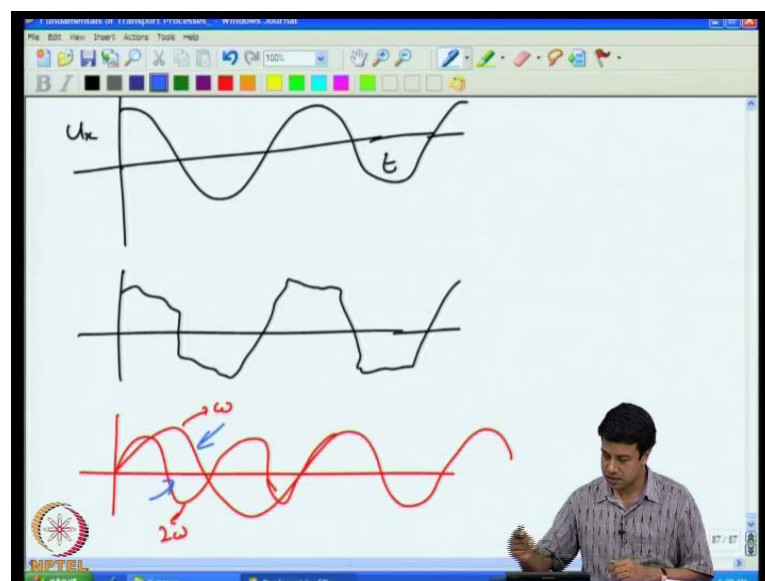 Fundamentals of Transport Processes_ - Windows Journal
File Edit View Insert Actions Tools Help
100%
B I
Ux
t
ω
2ω
87 / 87
NPTEL
start